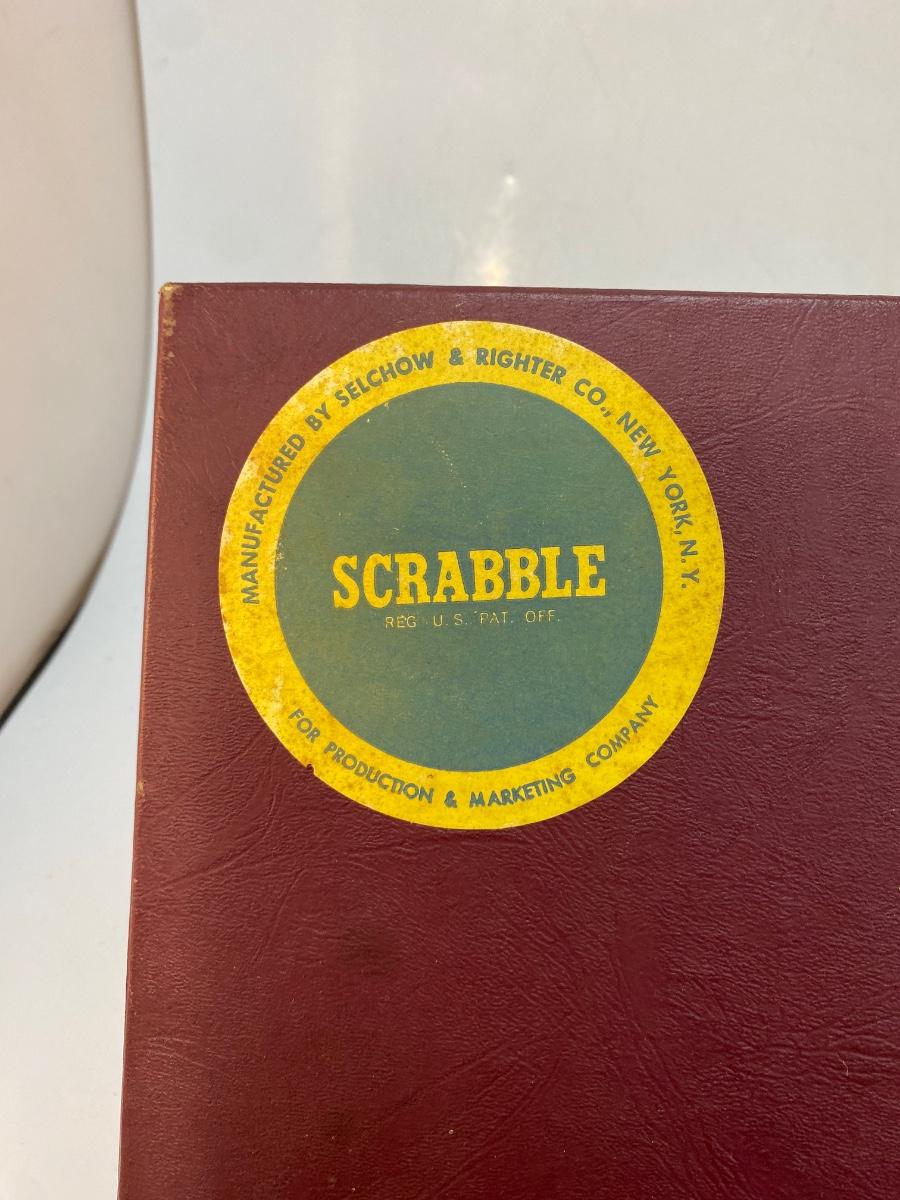 MANUFACTURED BY SELCHOW & RIGHTER CO., NEW YORK, N.Y.
SCRABBLE
REG U.S. PAT. OFF.
FOR PRODUCTION & MARKETING COMPANY